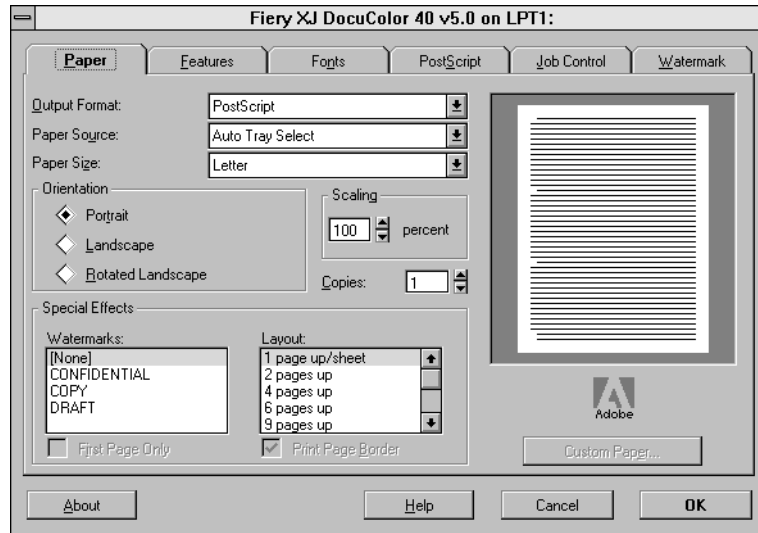 Fiery XJ DocuColor 40 v5.0 on LPT1:
Paper Features Fonts PostScript Job Control Watermark
Output Format: PostScript
Paper Source: Auto Tray Select
Paper Size: Letter
Orientation
Portrait
Landscape
Rotated Landscape
Scaling
100 percent
Copies: 1
Special Effects
Watermarks:
[None]
CONFIDENTIAL
COPY
DRAFT
First Page Only
Layout:
1 page up/sheet
2 pages up
4 pages up
6 pages up
9 pages up
Print Page Border
Adobe
Custom Paper...
About Help Cancel OK